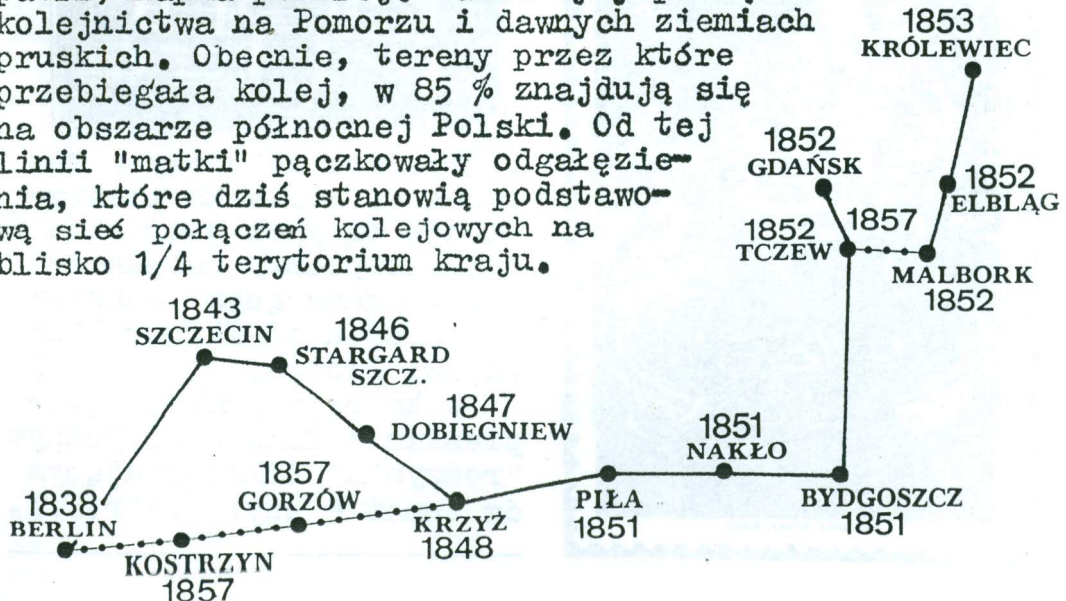 kolejnictwa na Pomorzu i dawnych ziemiach
pruskich. Obecnie, tereny przez które
przebiegała kolej, w 85 % znajdują się
na obszarze północnej Polski. Od tej
linii "matki" pączkowały odgałęzie-
nia, które dziś stanowią podstawo-
wą sieć połączeń kolejowych na
blisko 1/4 terytorium kraju.
1853
KRÓLEWIEC
1852
GDAŃSK
1852
ELBLĄG
1857
1852
TCZEW
MALBORK
1852
1843
SZCZECIN
1846
STARGARD
SZCZ.
1847
DOBIEGNIEW
1851
NAKŁO
1857
GORZÓW
1838
BERLIN
KRZYŻ
1848
PIŁA
1851
BYDGOSZCZ
1851
KOSTRZYN
1857